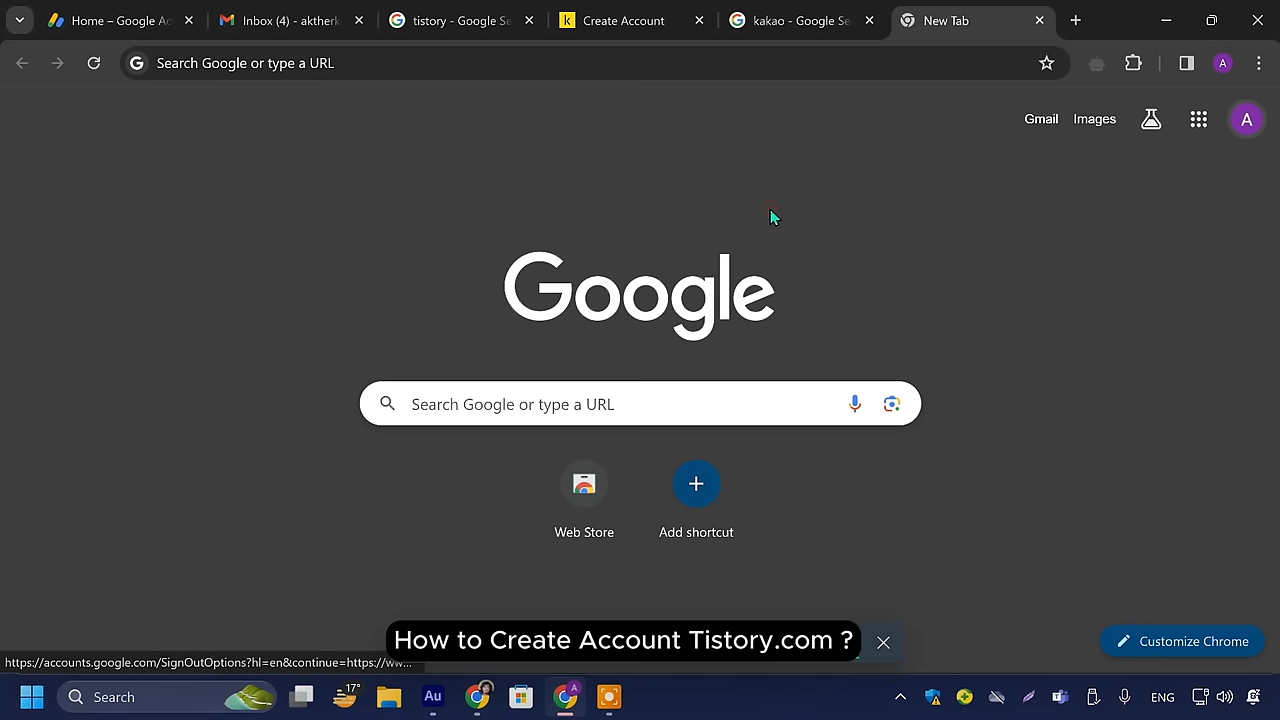 Home – Google Ac
Inbox (4) - aktherk
tistory - Google Se
k
Create Account
kakao - Google Se
New Tab
G
Search Google or type a URL
A
Gmail
Images
A
Google
Search Google or type a URL
Web Store
Add shortcut
How to Create Account Tistory.com ?
Customize Chrome
https://accounts.google.com/SignOutOptions?hl=en&continue=https://ww...
Search
17°
Au
A
ENG